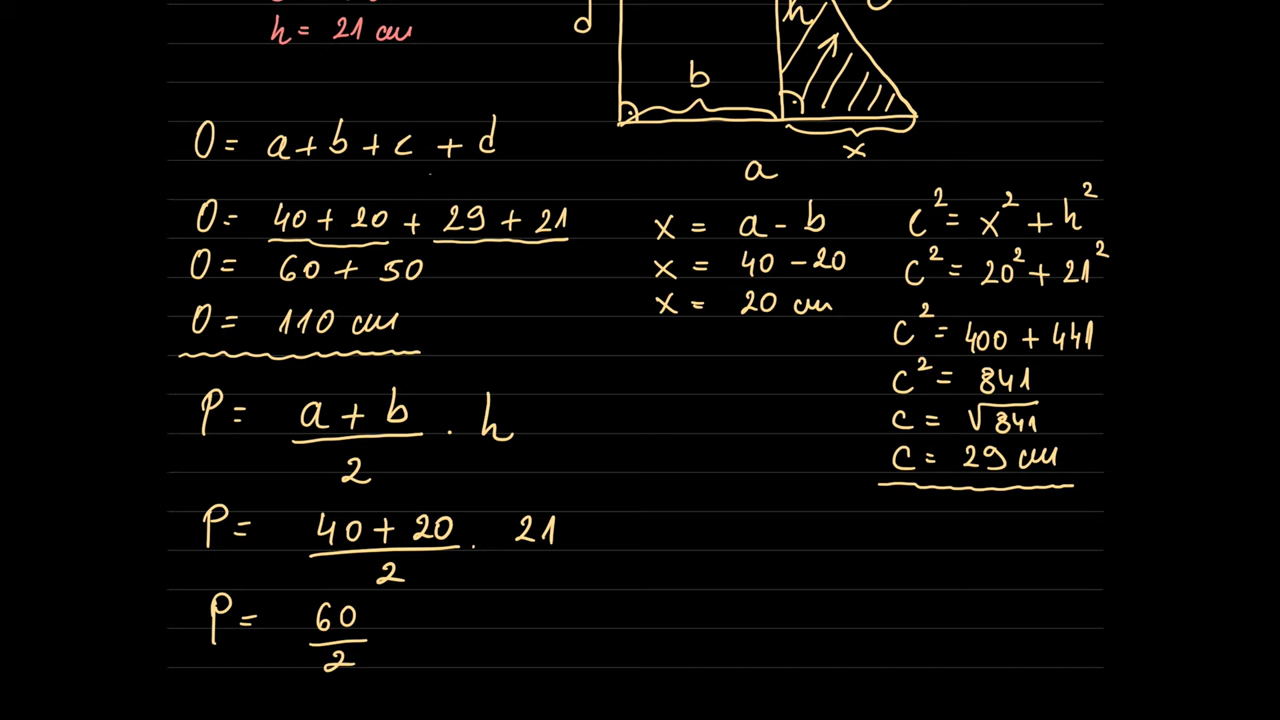 h = 21 cm
d
h
b
x
a
O = a + b + c + d
O = 40 + 20 + 29 + 21
O = 60 + 50
O = 110 cm
x = a - b
x = 40 - 20
x = 20 cm
c² = x² + h²
c² = 20² + 21²
c² = 400 + 441
c² = 841
c = √841
c = 29 cm
P = (a + b)/2 · h
P = (40 + 20)/2 · 21
P = 60/2